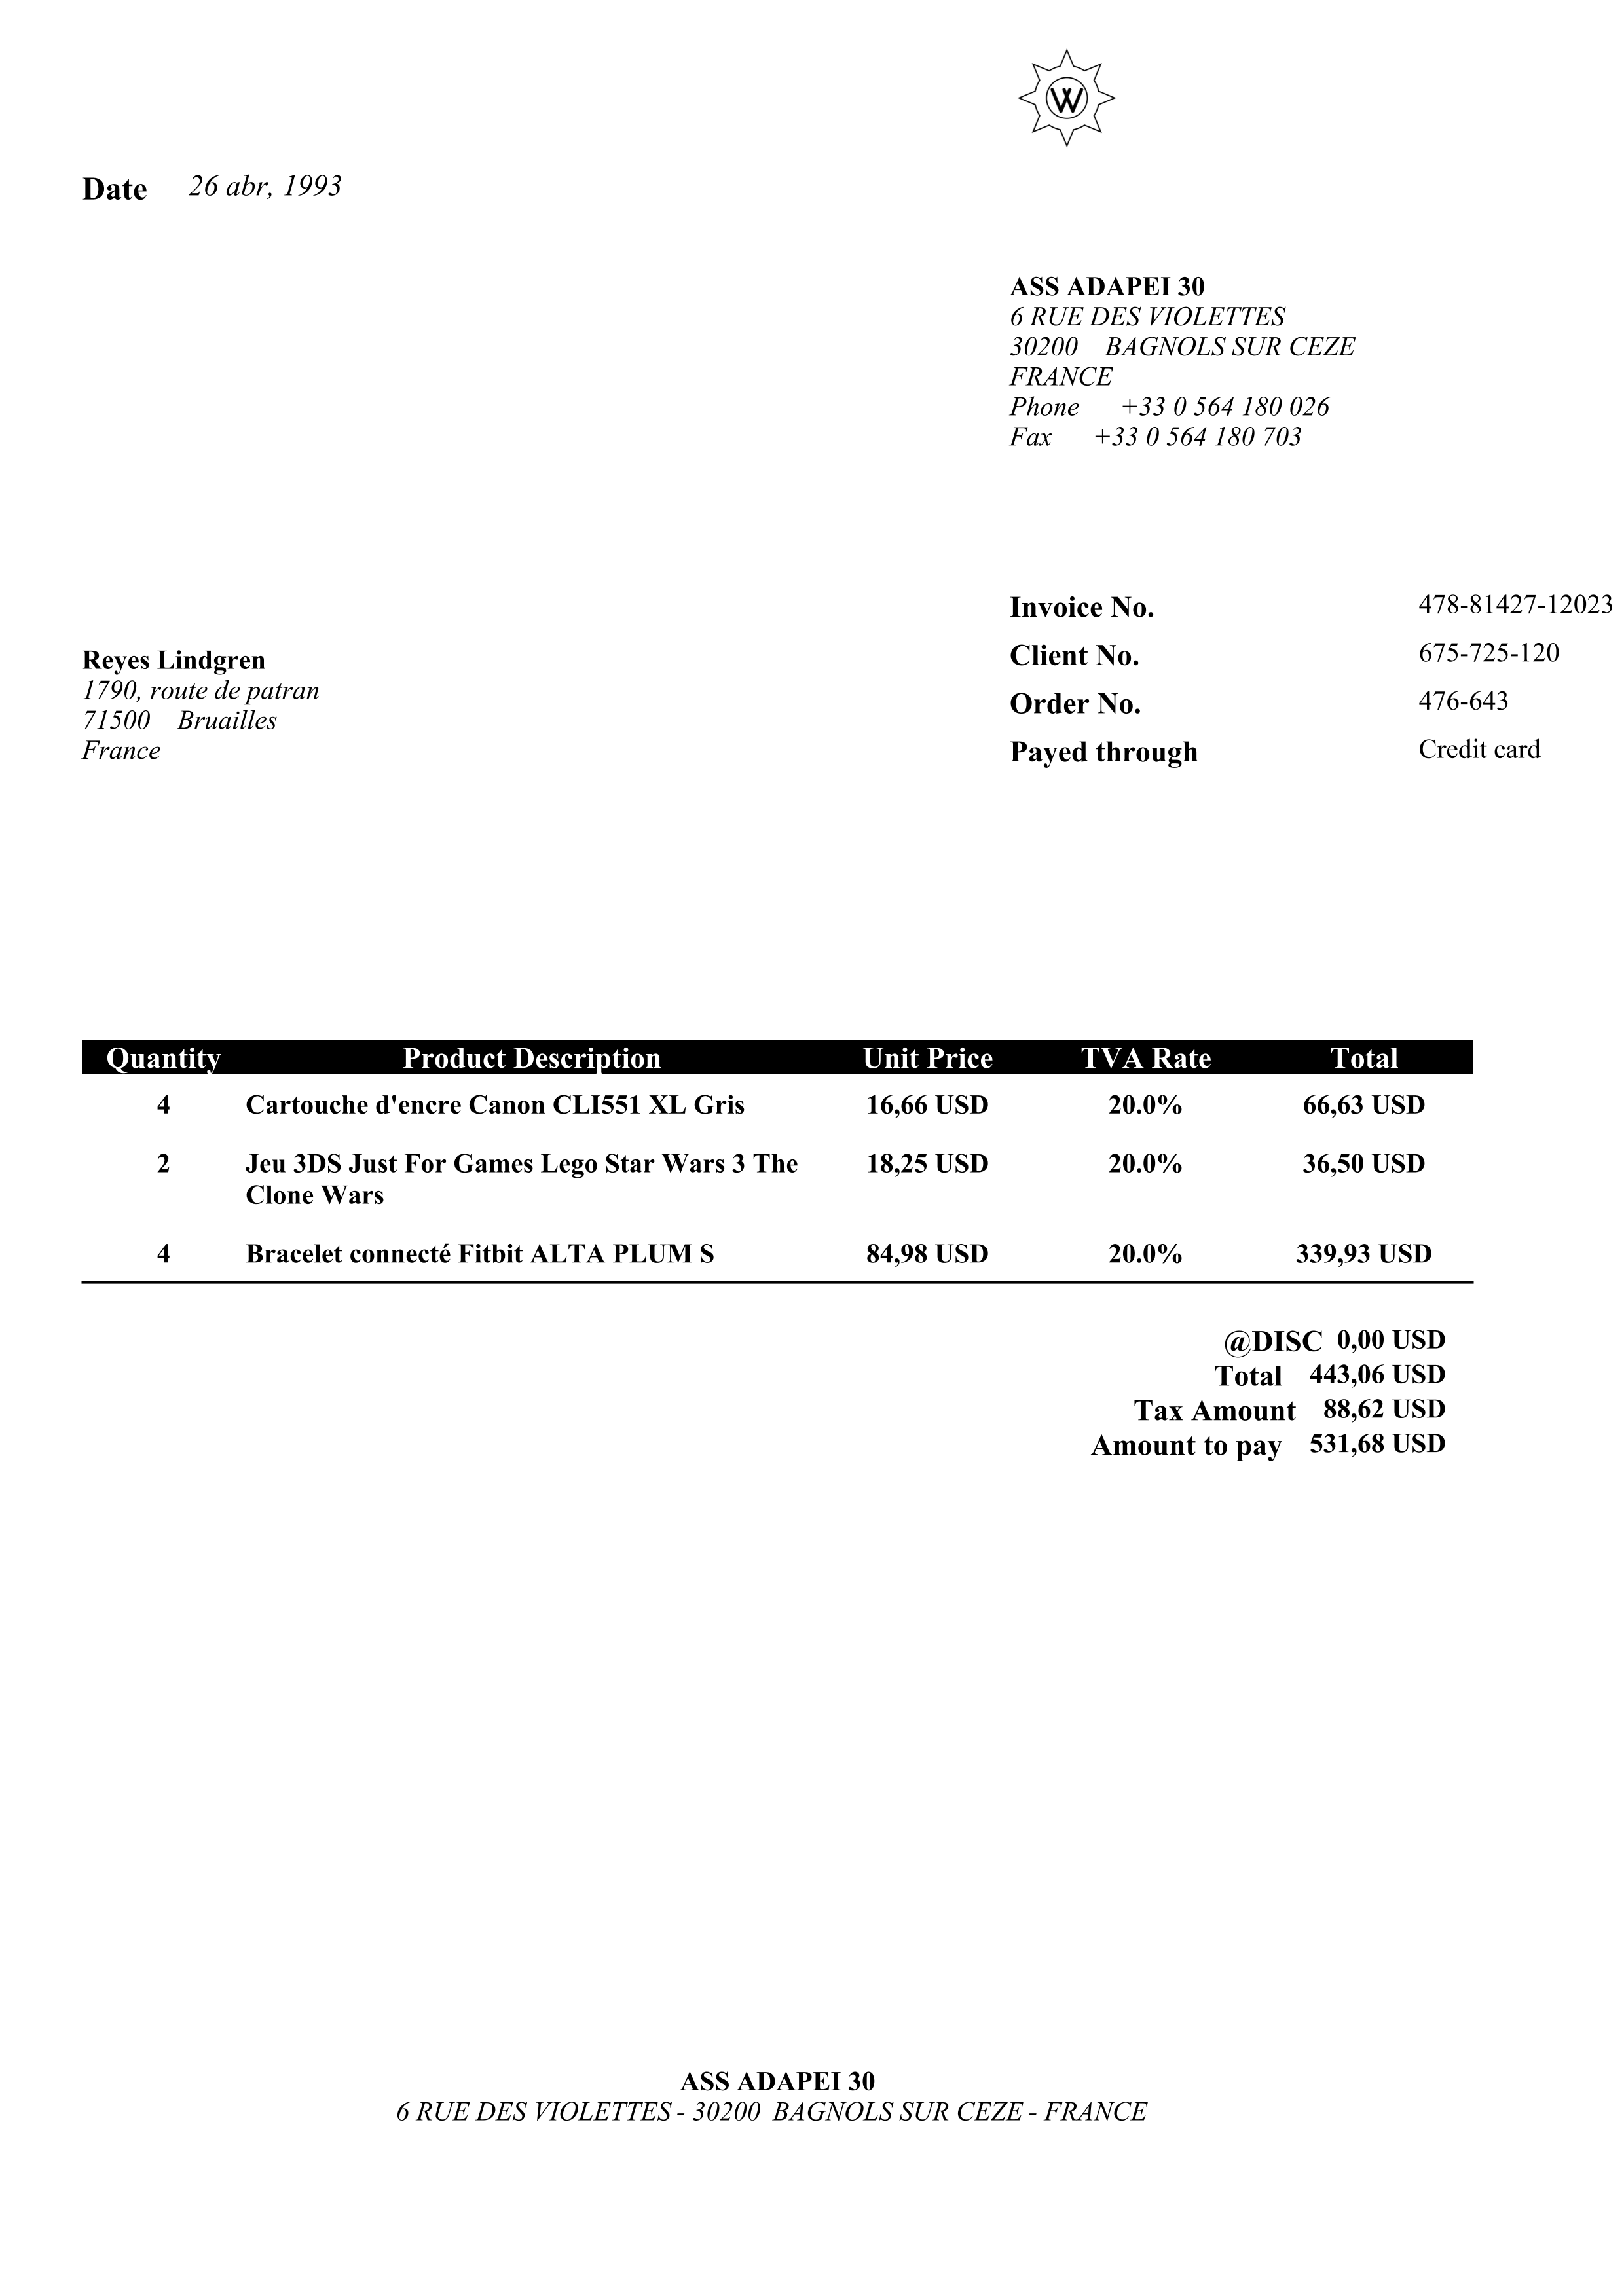 W
Date 26 abr, 1993
ASS ADAPEI 30
6 RUE DES VIOLETTES
30200 BAGNOLS SUR CEZE
FRANCE
Phone +33 0 564 180 026
Fax +33 0 564 180 703
Invoice No. 478-81427-12023
Client No. 675-725-120
Order No. 476-643
Payed through Credit card
Reyes Lindgren
1790, route de patran
71500 Bruailles
France
Quantity Product Description Unit Price TVA Rate Total
4 Cartouche d'encre Canon CLI551 XL Gris 16,66 USD 20.0% 66,63 USD
2 Jeu 3DS Just For Games Lego Star Wars 3 The 18,25 USD 20.0% 36,50 USD
Clone Wars
4 Bracelet connecté Fitbit ALTA PLUM S 84,98 USD 20.0% 339,93 USD
@DISC 0,00 USD
Total 443,06 USD
Tax Amount 88,62 USD
Amount to pay 531,68 USD
ASS ADAPEI 30
6 RUE DES VIOLETTES - 30200 BAGNOLS SUR CEZE - FRANCE